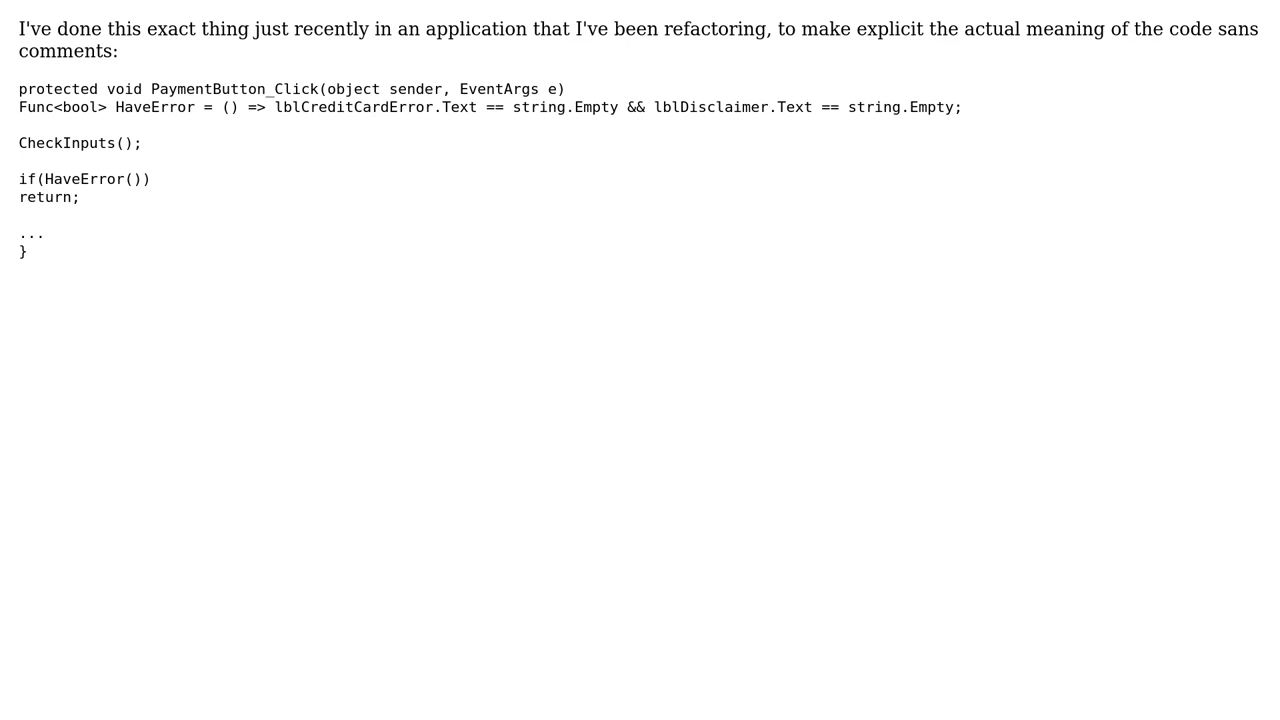 I've done this exact thing just recently in an application that I've been refactoring, to make explicit the actual meaning of the code sans
comments:
protected void PaymentButton_Click(object sender, EventArgs e)
Func<bool> HaveError = () => lblCreditCardError.Text == string.Empty && lblDisclaimer.Text == string.Empty;
CheckInputs();
if(HaveError())
return;
...
}